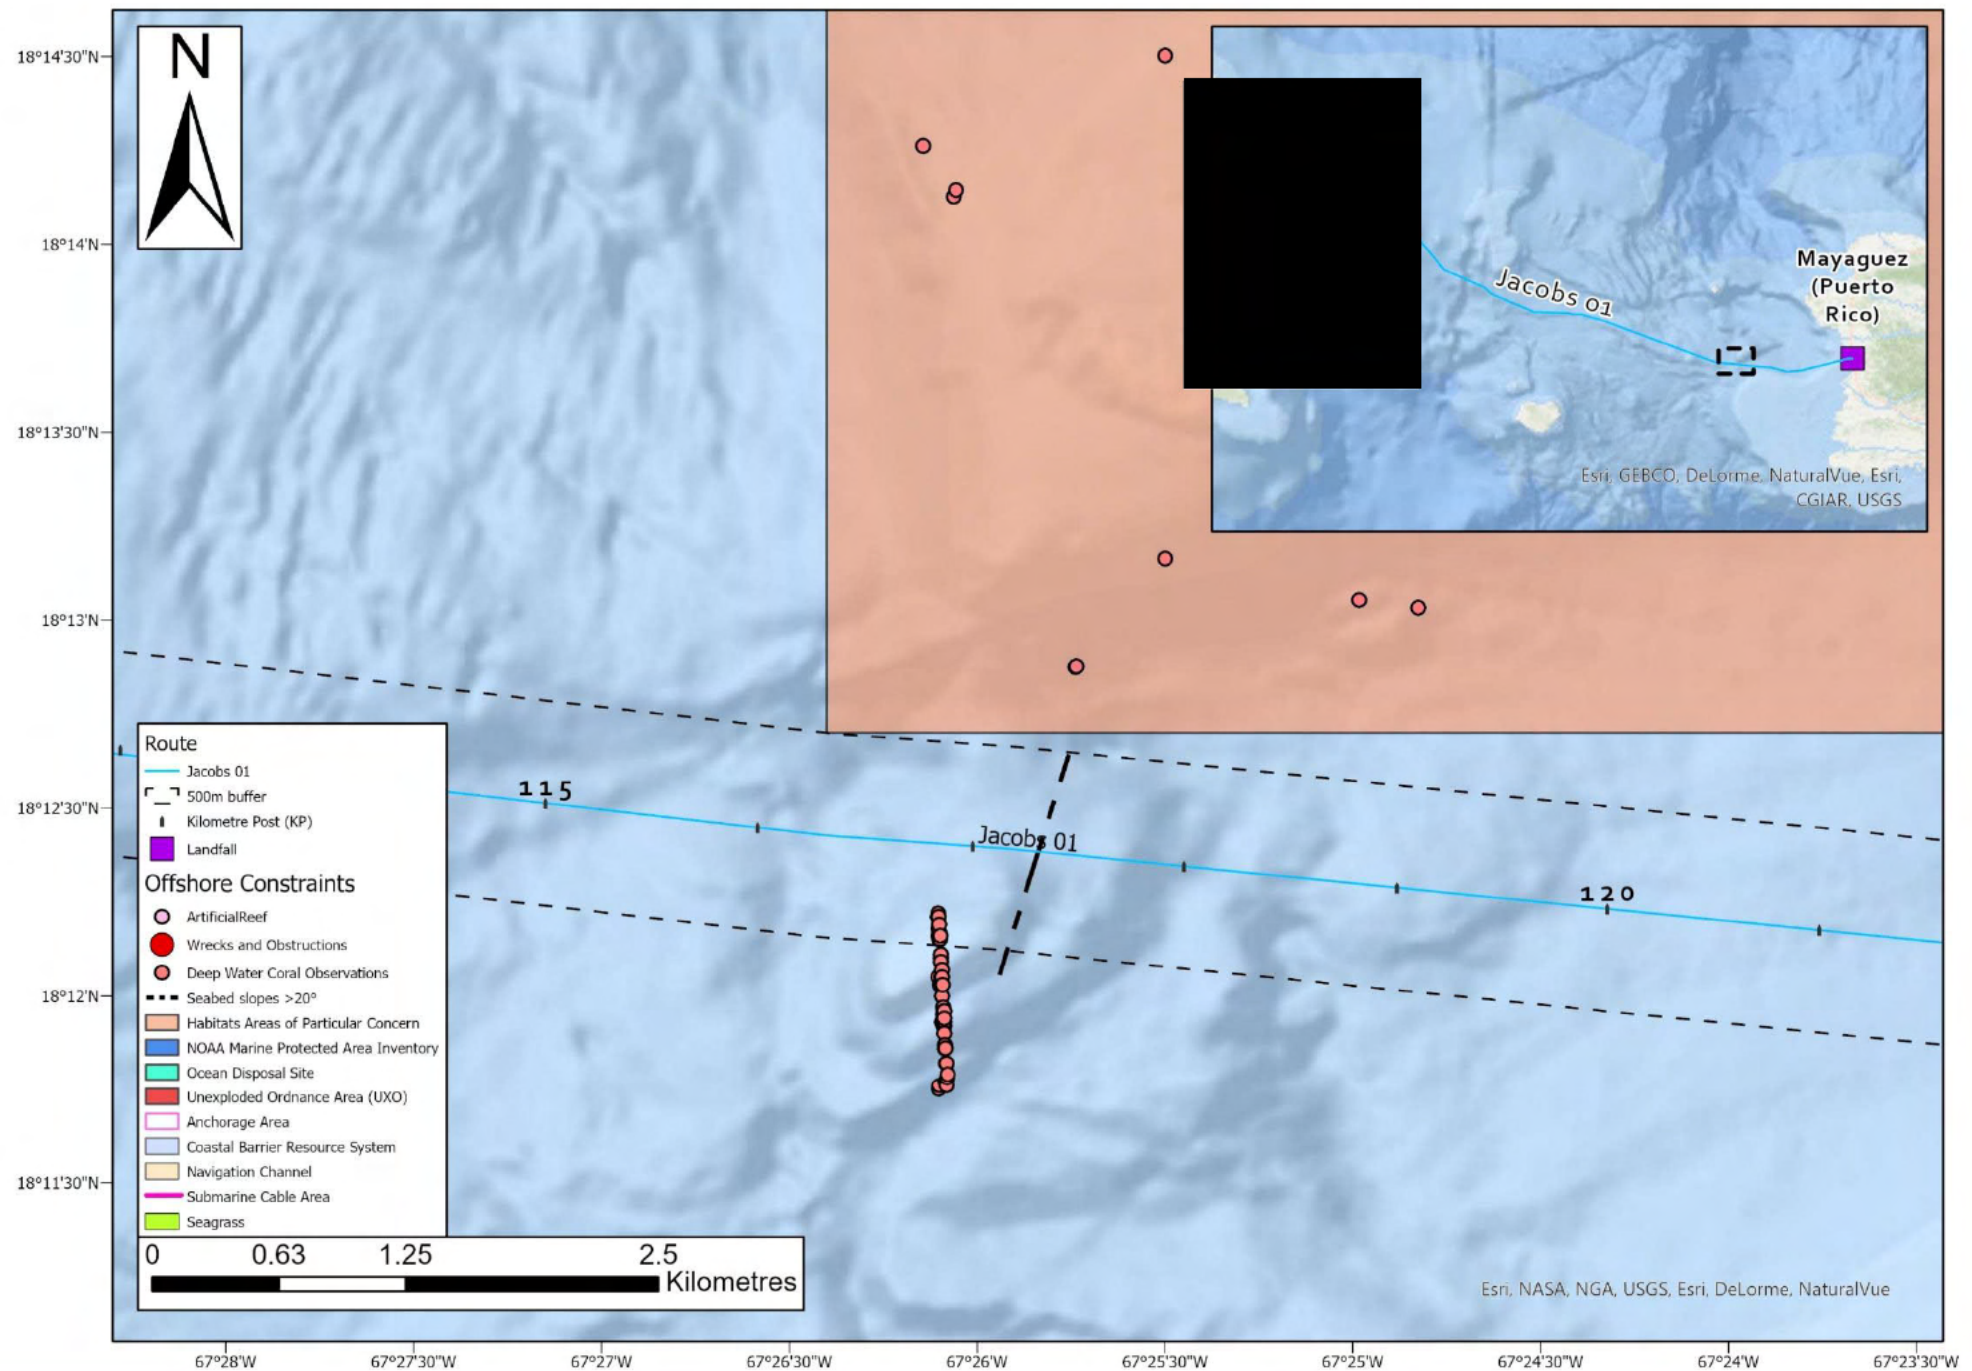 N
18°14'30"N
18°14'N
18°13'30"N
18°13'N
18°12'30"N
18°12'N
18°11'30"N
Jacobs 01
Mayaguez
(Puerto
Rico)
Esri, GEBCO, DeLorme, NaturalVue, Esri,
CGIAR, USGS
115
Jacobs 01
120
Route
Jacobs 01
500m buffer
Kilometre Post (KP)
Landfall
Offshore Constraints
ArtificialReef
Wrecks and Obstructions
Deep Water Coral Observations
Seabed slopes >20°
Habitats Areas of Particular Concern
NOAA Marine Protected Area Inventory
Ocean Disposal Site
Unexploded Ordnance Area (UXO)
Anchorage Area
Coastal Barrier Resource System
Navigation Channel
Submarine Cable Area
Seagrass
0 0.63 1.25 2.5
Kilometres
Esri, NASA, NGA, USGS, Esri, DeLorme, NaturalVue
67°28'W 67°27'30"W 67°27'W 67°26'30"W 67°26'W 67°25'30"W 67°25'W 67°24'30"W 67°24'W 67°23'30"W